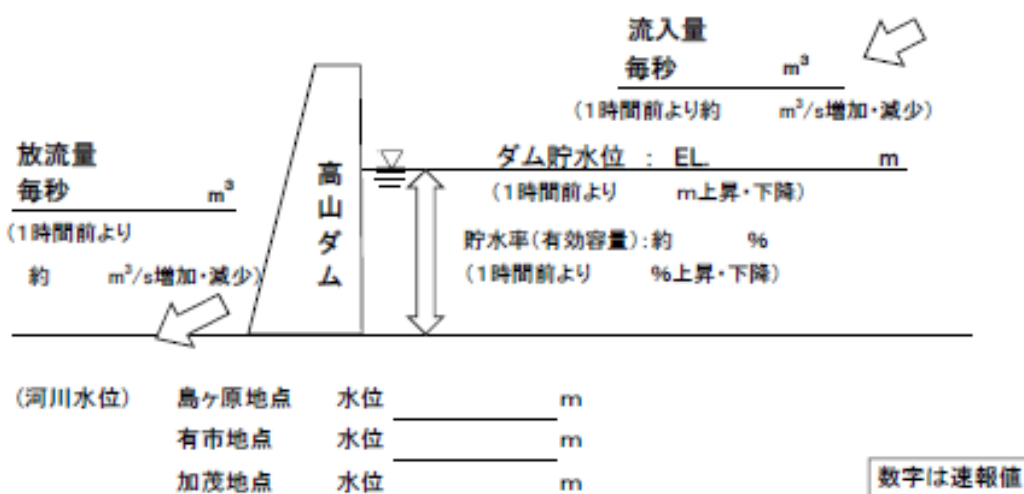 流入量
毎秒 m³
(1時間前より約 m³/s増加・減少)
放流量
毎秒 m³
(1時間前より
約 m³/s増加・減少)
高山ダム
ダム貯水位 : EL. m
(1時間前より m上昇・下降)
貯水率(有効容量):約 %
(1時間前より %上昇・下降)
(河川水位) 島ヶ原地点 水位 m
有市地点 水位 m
加茂地点 水位 m
数字は速報値